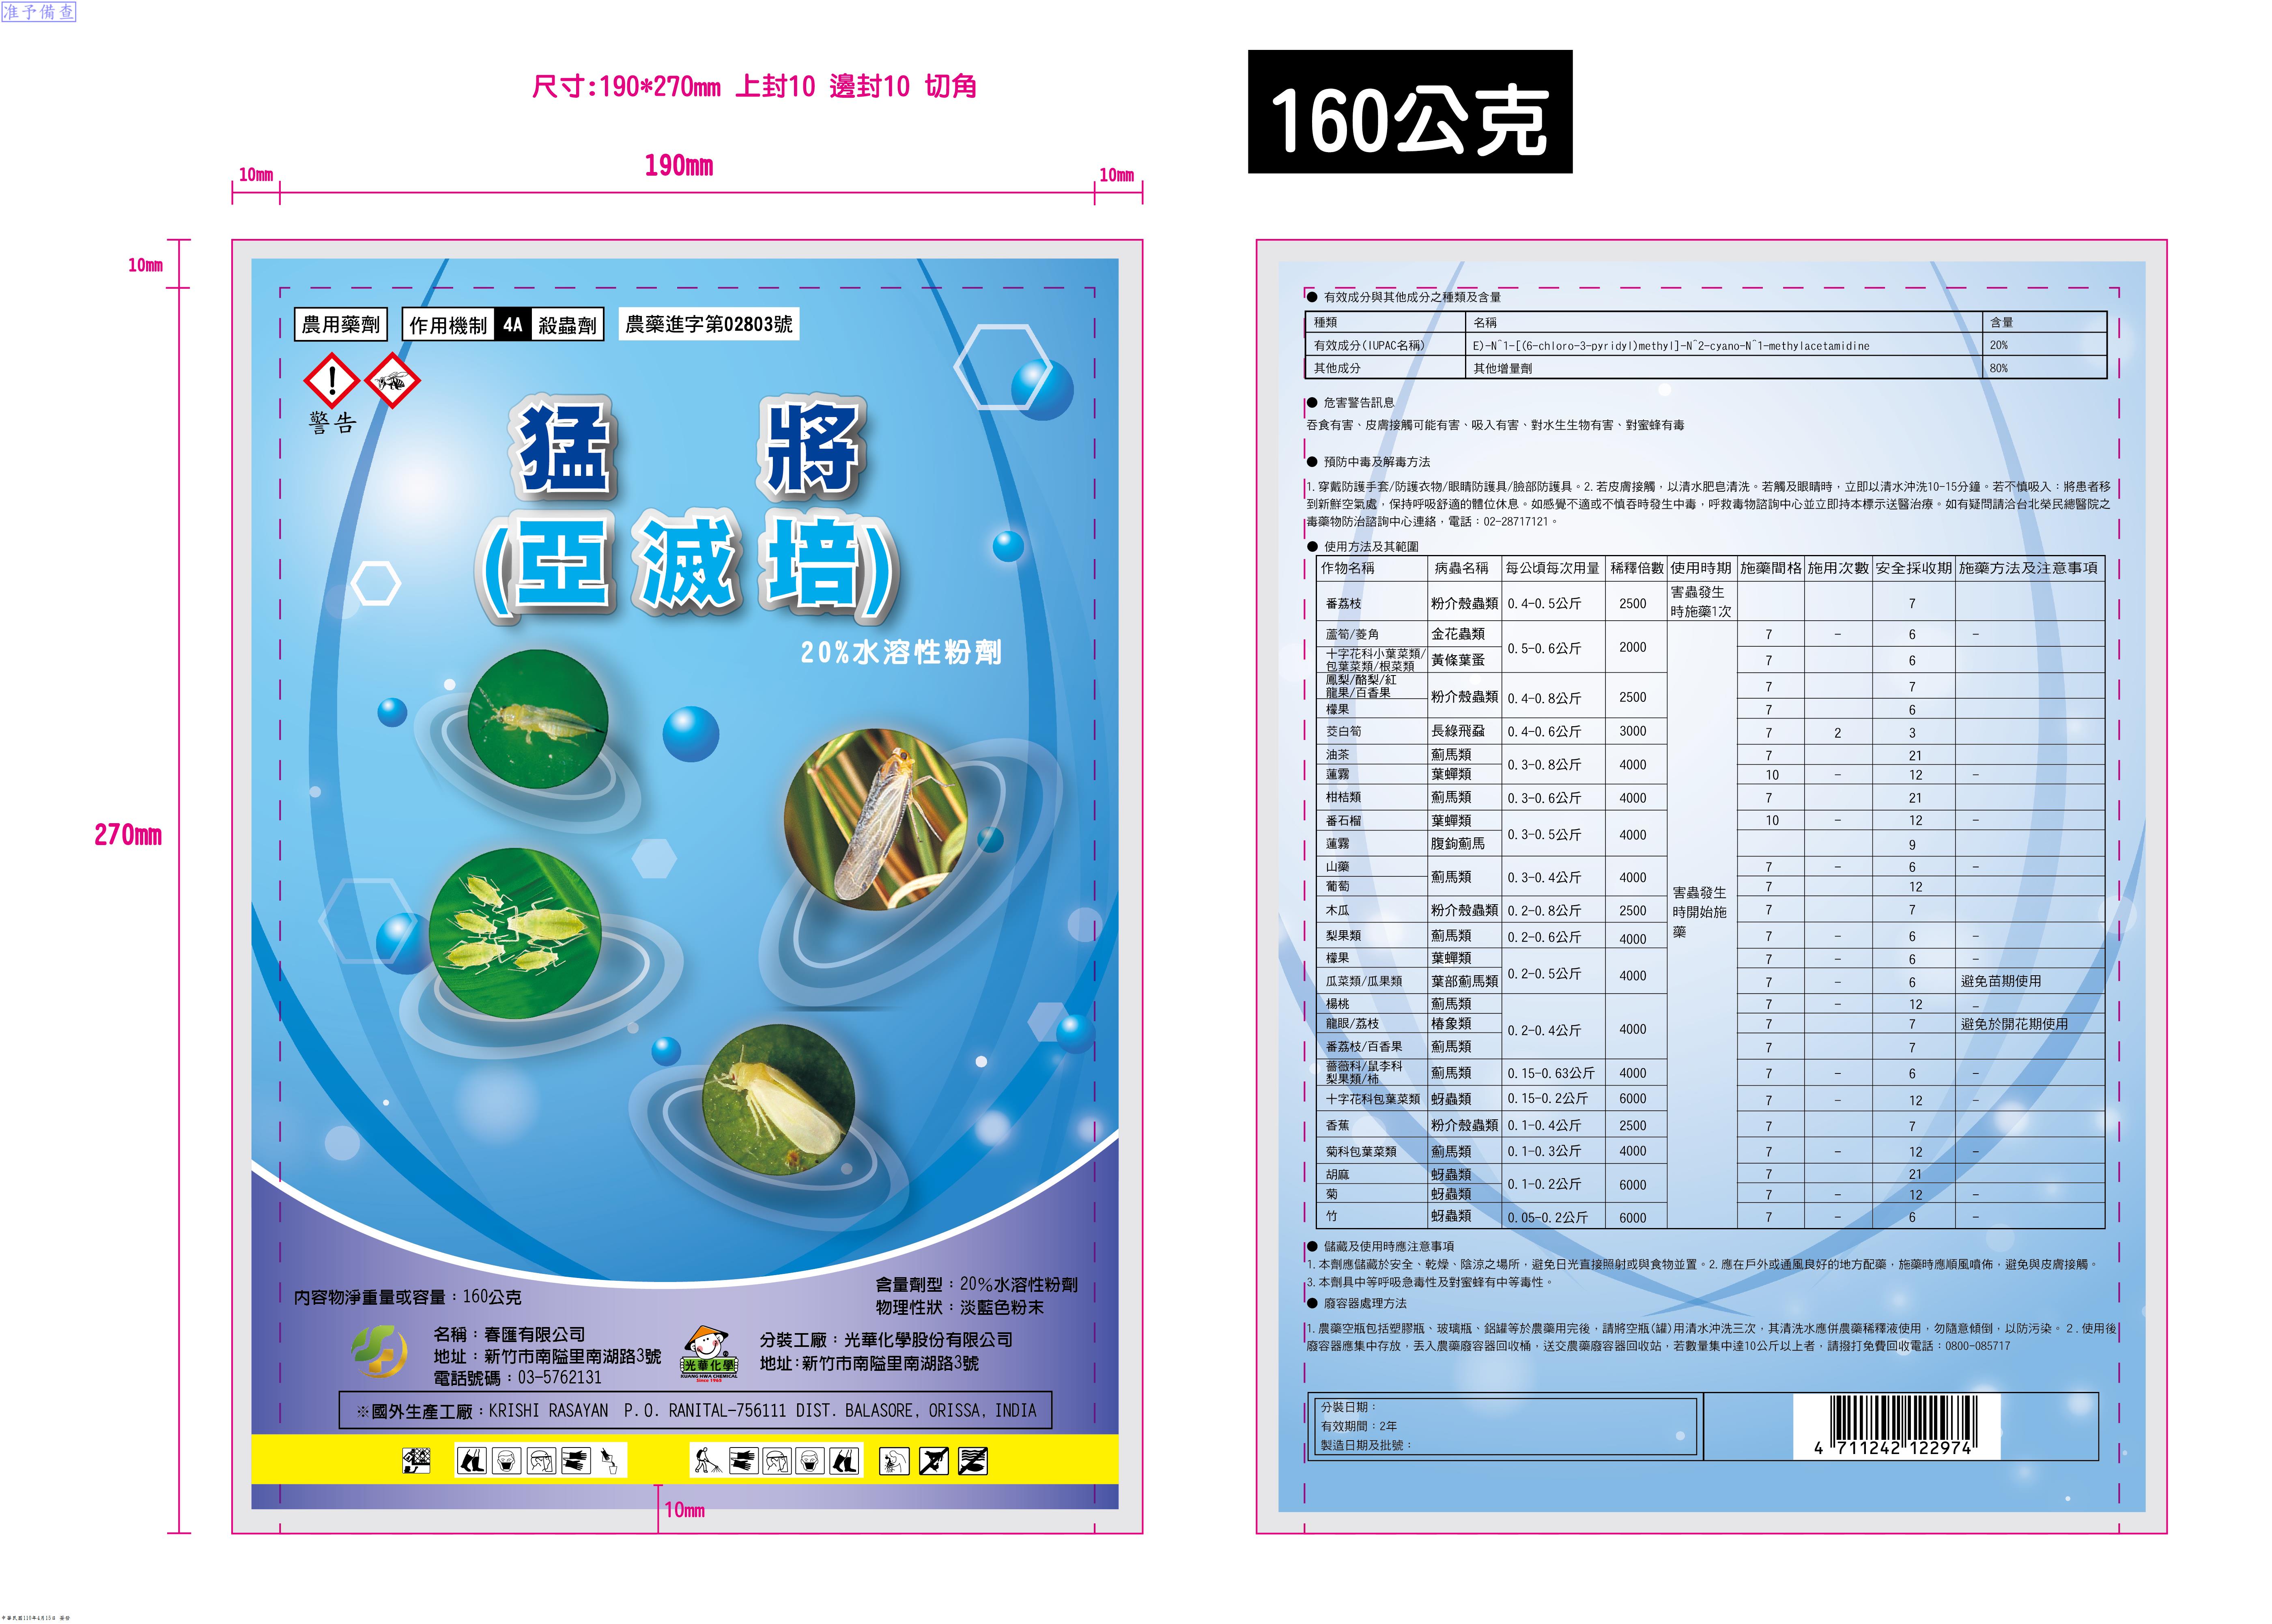 准予備查
尺寸:190*270mm 上封10 邊封10 切角
160公克
190mm
10mm
10mm
10mm
270mm
10mm
農用藥劑
作用機制 4A 殺蟲劑
農藥進字第02803號
警告
猛 將
(亞滅培)
20%水溶性粉劑
內容物淨重量或容量：160公克
含量劑型：20%水溶性粉劑
物理性狀：淡藍色粉末
名稱：春匯有限公司
地址：新竹市南隘里南湖路3號
電話號碼：03-5762131
光華化學
KUANG HWA CHEMICAL
Since 1965
分裝工廠：光華化學股份有限公司
地址:新竹市南隘里南湖路3號
※國外生產工廠：KRISHI RASAYAN P.O. RANITAL-756111 DIST. BALASORE, ORISSA, INDIA
● 有效成分與其他成分之種類及含量
種類 名稱 含量
有效成分(IUPAC名稱) E)-N^1-[(6-chloro-3-pyridyl)methyl]-N^2-cyano-N^1-methylacetamidine 20%
其他成分 其他增量劑 80%
● 危害警告訊息
吞食有害、皮膚接觸可能有害、吸入有害、對水生生物有害、對蜜蜂有毒
● 預防中毒及解毒方法
1. 穿戴防護手套/防護衣物/眼睛防護具/臉部防護具。2. 若皮膚接觸，以清水肥皂清洗。若觸及眼睛時，立即以清水沖洗10-15分鐘。若不慎吸入：將患者移
到新鮮空氣處，保持呼吸舒適的體位休息。如感覺不適或不慎吞時發生中毒，呼救毒物諮詢中心並立即持本標示送醫治療。如有疑問請洽台北榮民總醫院之
毒藥物防治諮詢中心連絡，電話：02-28717121。
● 使用方法及其範圍
作物名稱 病蟲名稱 每公頃每次用量 稀釋倍數 使用時期 施藥間格 施用次數 安全採收期 施藥方法及注意事項
番荔枝 粉介殼蟲類 0.4-0.5公斤 2500 害蟲發生
時施藥1次 7
蘆筍/菱角 金花蟲類 0.5-0.6公斤 2000 7 - 6 -
十字花科小葉菜類/
包葉菜類/根菜類 黃條葉蚤 7 6
鳳梨/酪梨/紅
龍果/百香果 粉介殼蟲類 0.4-0.8公斤 2500 7 7
檬果 7 6
茭白筍 長綠飛蝨 0.4-0.6公斤 3000 7 2 3
油茶 薊馬類 0.3-0.8公斤 4000 7 21
蓮霧 葉蟬類 10 - 12 -
柑桔類 薊馬類 0.3-0.6公斤 4000 7 21
番石榴 葉蟬類 0.3-0.5公斤 4000 10 - 12 -
蓮霧 腹鉤薊馬 9
山藥 薊馬類 0.3-0.4公斤 4000 7 - 6 -
葡萄 7 12
害蟲發生
時開始施
藥
木瓜 粉介殼蟲類 0.2-0.8公斤 2500 7 7
梨果類 薊馬類 0.2-0.6公斤 4000 7 - 6 -
檬果 葉蟬類 0.2-0.5公斤 4000 7 - 6 -
瓜菜類/瓜果類 葉部薊馬類 7 - 6 避免苗期使用
楊桃 薊馬類 0.2-0.4公斤 4000 7 - 12 -
龍眼/荔枝 椿象類 7 7 避免於開花期使用
番荔枝/百香果 薊馬類 7 7
薔薇科/鼠李科
梨果類/柿 薊馬類 0.15-0.63公斤 4000 7 - 6 -
十字花科包葉菜類 蚜蟲類 0.15-0.2公斤 6000 7 - 12 -
香蕉 粉介殼蟲類 0.1-0.4公斤 2500 7 7
菊科包葉菜類 薊馬類 0.1-0.3公斤 4000 7 - 12 -
胡麻 蚜蟲類 0.1-0.2公斤 6000 7 21
菊 蚜蟲類 7 - 12 -
竹 蚜蟲類 0.05-0.2公斤 6000 7 - 6 -
● 儲藏及使用時應注意事項
1. 本劑應儲藏於安全、乾燥、陰涼之場所，避免日光直接照射或與食物並置。2. 應在戶外或通風良好的地方配藥，施藥時應順風噴佈，避免與皮膚接觸。
3. 本劑具中等呼吸急毒性及對蜜蜂有中等毒性。
● 廢容器處理方法
1. 農藥空瓶包括塑膠瓶、玻璃瓶、鋁罐等於農藥用完後，請將空瓶(罐)用清水沖洗三次，其清洗水應併農藥稀釋液使用，勿隨意傾倒，以防污染。 2. 使用後
廢容器應集中存放，丟入農藥廢容器回收桶，送交農藥廢容器回收站，若數量集中達10公斤以上者，請撥打免費回收電話：0800-085717
分裝日期：
有效期間：2年
製造日期及批號：
4 711242 122974